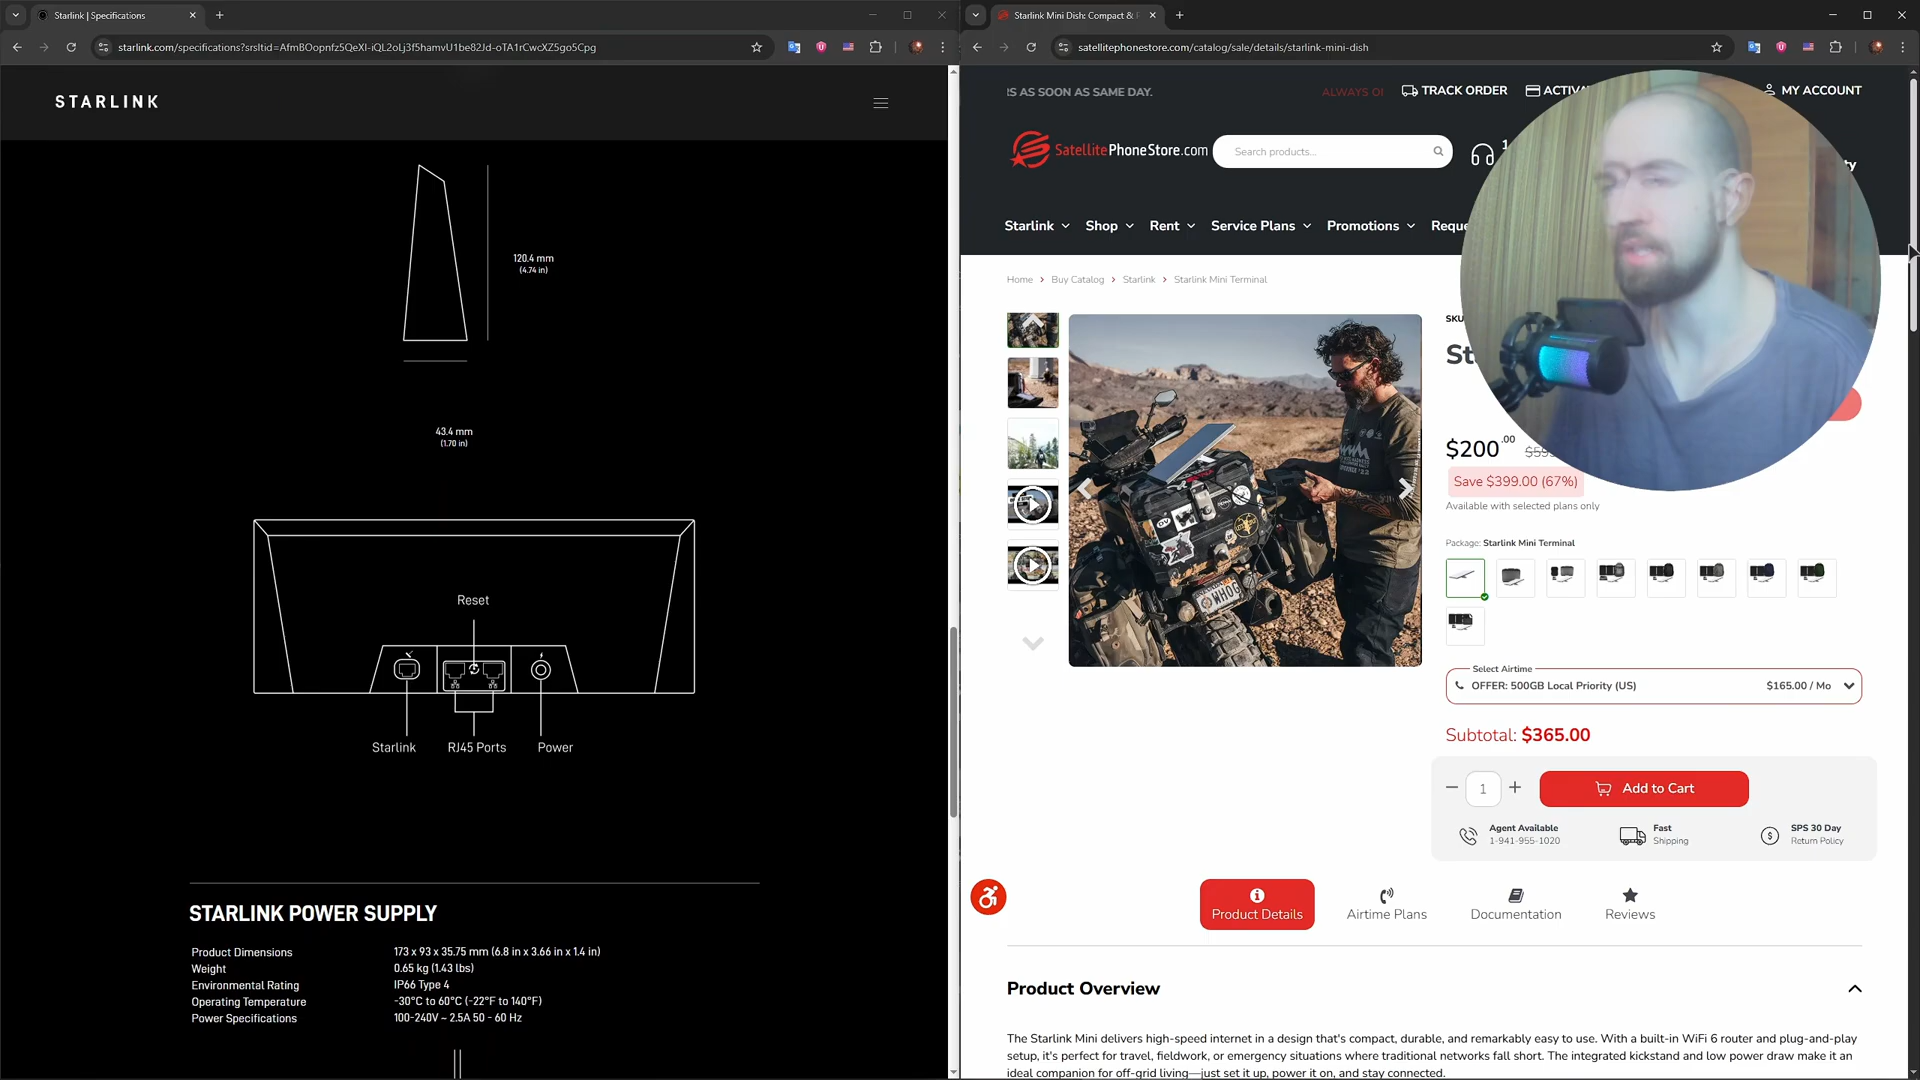 Starlink | Specifications
starlink.com/specifications?srsltid=AfmBOopnfz5QeXl-iQL2oLj3f5hamvU1be82Jd-oTA1rCwcXZ5go5Cpg
STARLINK
120.4 mm
(4.74 in)
43.4 mm
(1.70 in)
Reset
Starlink
RJ45 Ports
Power
STARLINK POWER SUPPLY
Product Dimensions 173 x 93 x 35.75 mm (6.8 in x 3.66 in x 1.4 in)
Weight 0.65 kg (1.43 lbs)
Environmental Rating IP66 Type 4
Operating Temperature -30°C to 60°C (-22°F to 140°F)
Power Specifications 100-240V ~ 2.5A 50 - 60 Hz
Starlink Mini Dish: Compact &
satellitephonestore.com/catalog/sale/details/starlink-mini-dish
AS SOON AS SAME DAY.
ALWAYS
TRACK ORDER
MY ACCOUNT
SatellitePhoneStore.com
Search products...
Starlink
Shop
Rent
Service Plans
Promotions
Home > Buy Catalog > Starlink > Starlink Mini Terminal
SKU
$200.00
Save $399.00 (67%)
Available with selected plans only
Package: Starlink Mini Terminal
Select Airtime
OFFER: 500GB Local Priority (US) $165.00 / Mo
Subtotal: $365.00
1
Add to Cart
Agent Available
1-941-955-1020
Fast
Shipping
SPS 30 Day
Return Policy
Product Details
Airtime Plans
Documentation
Reviews
Product Overview
The Starlink Mini delivers high-speed internet in a design that's compact, durable, and remarkably easy to use. With a built-in WiFi 6 router and plug-and-play
setup, it's perfect for travel, fieldwork, or emergency situations where traditional networks fall short. The integrated kickstand and low power draw make it an
ideal companion for off-grid living—just set it up, power it on, and stay connected.